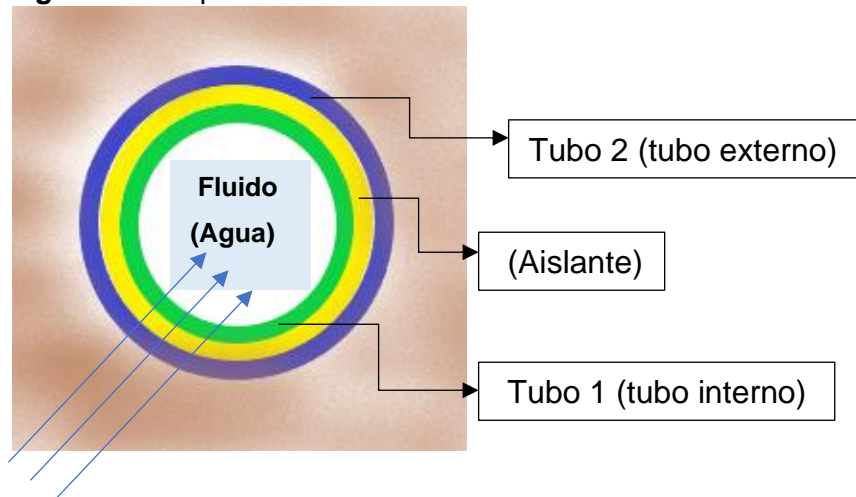 Fluido
(Agua)
Tubo 2 (tubo externo)
(Aislante)
Tubo 1 (tubo interno)